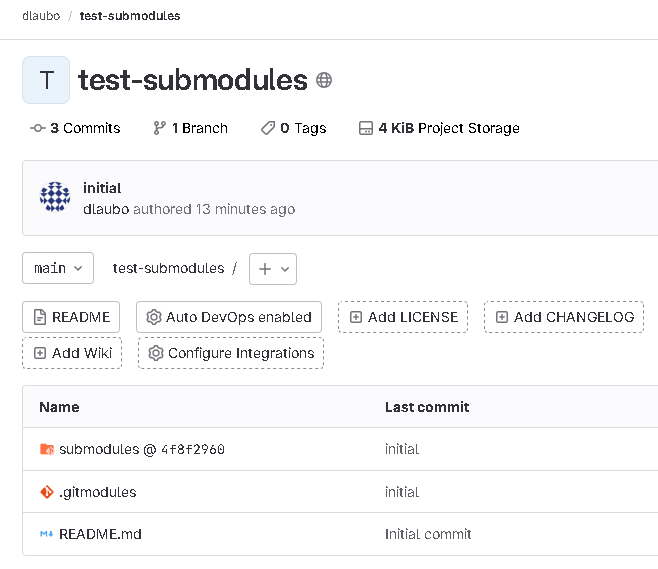 dlaubo / test-submodules
T test-submodules
3 Commits 1 Branch 0 Tags 4 KiB Project Storage
initial
dlaubo authored 13 minutes ago
main test-submodules / +
README Auto DevOps enabled Add LICENSE Add CHANGELOG
Add Wiki Configure Integrations
Name Last commit
submodules @ 4f8f2960 initial
.gitmodules initial
README.md Initial commit